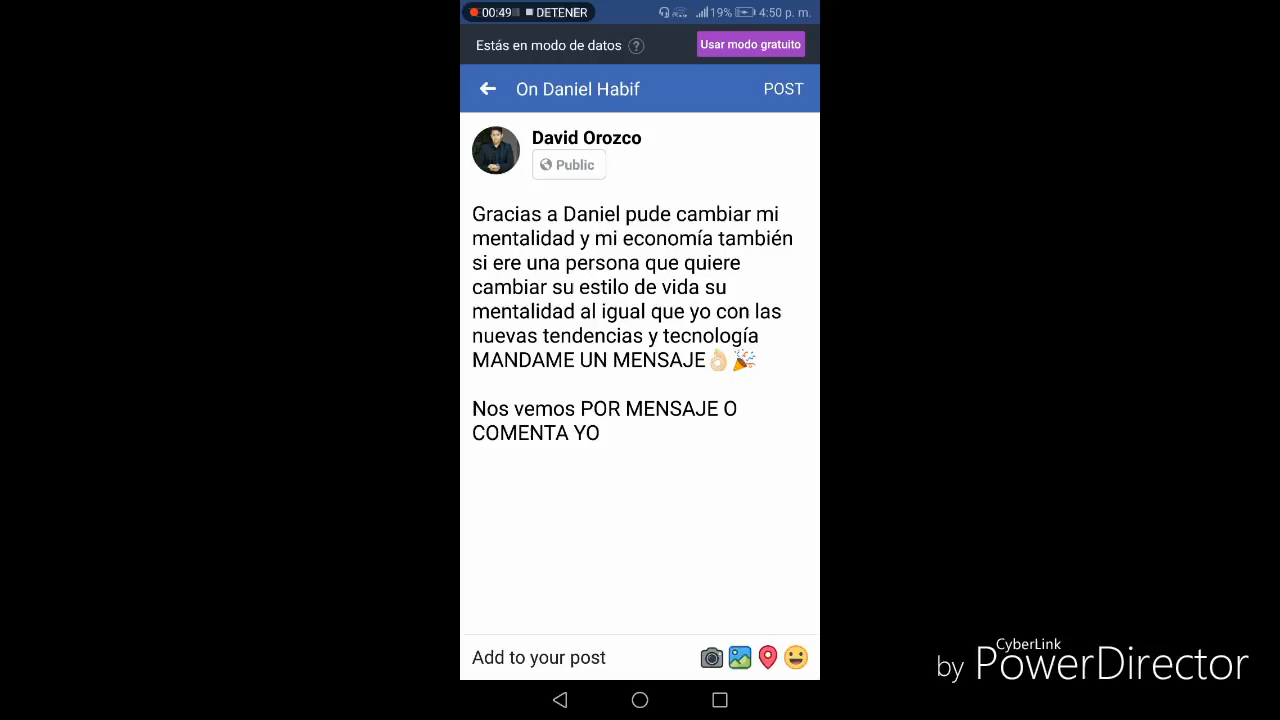 00:49 DETENER 19% 4:50 p. m.
Estás en modo de datos ? Usar modo gratuito
On Daniel Habif POST
David Orozco
Public
Gracias a Daniel pude cambiar mi
mentalidad y mi economía también
si ere una persona que quiere
cambiar su estilo de vida su
mentalidad al igual que yo con las
nuevas tendencias y tecnología
MANDAME UN MENSAJE👌🏻🎉
Nos vemos POR MENSAJE O
COMENTA YO
Add to your post
by CyberLink PowerDirector